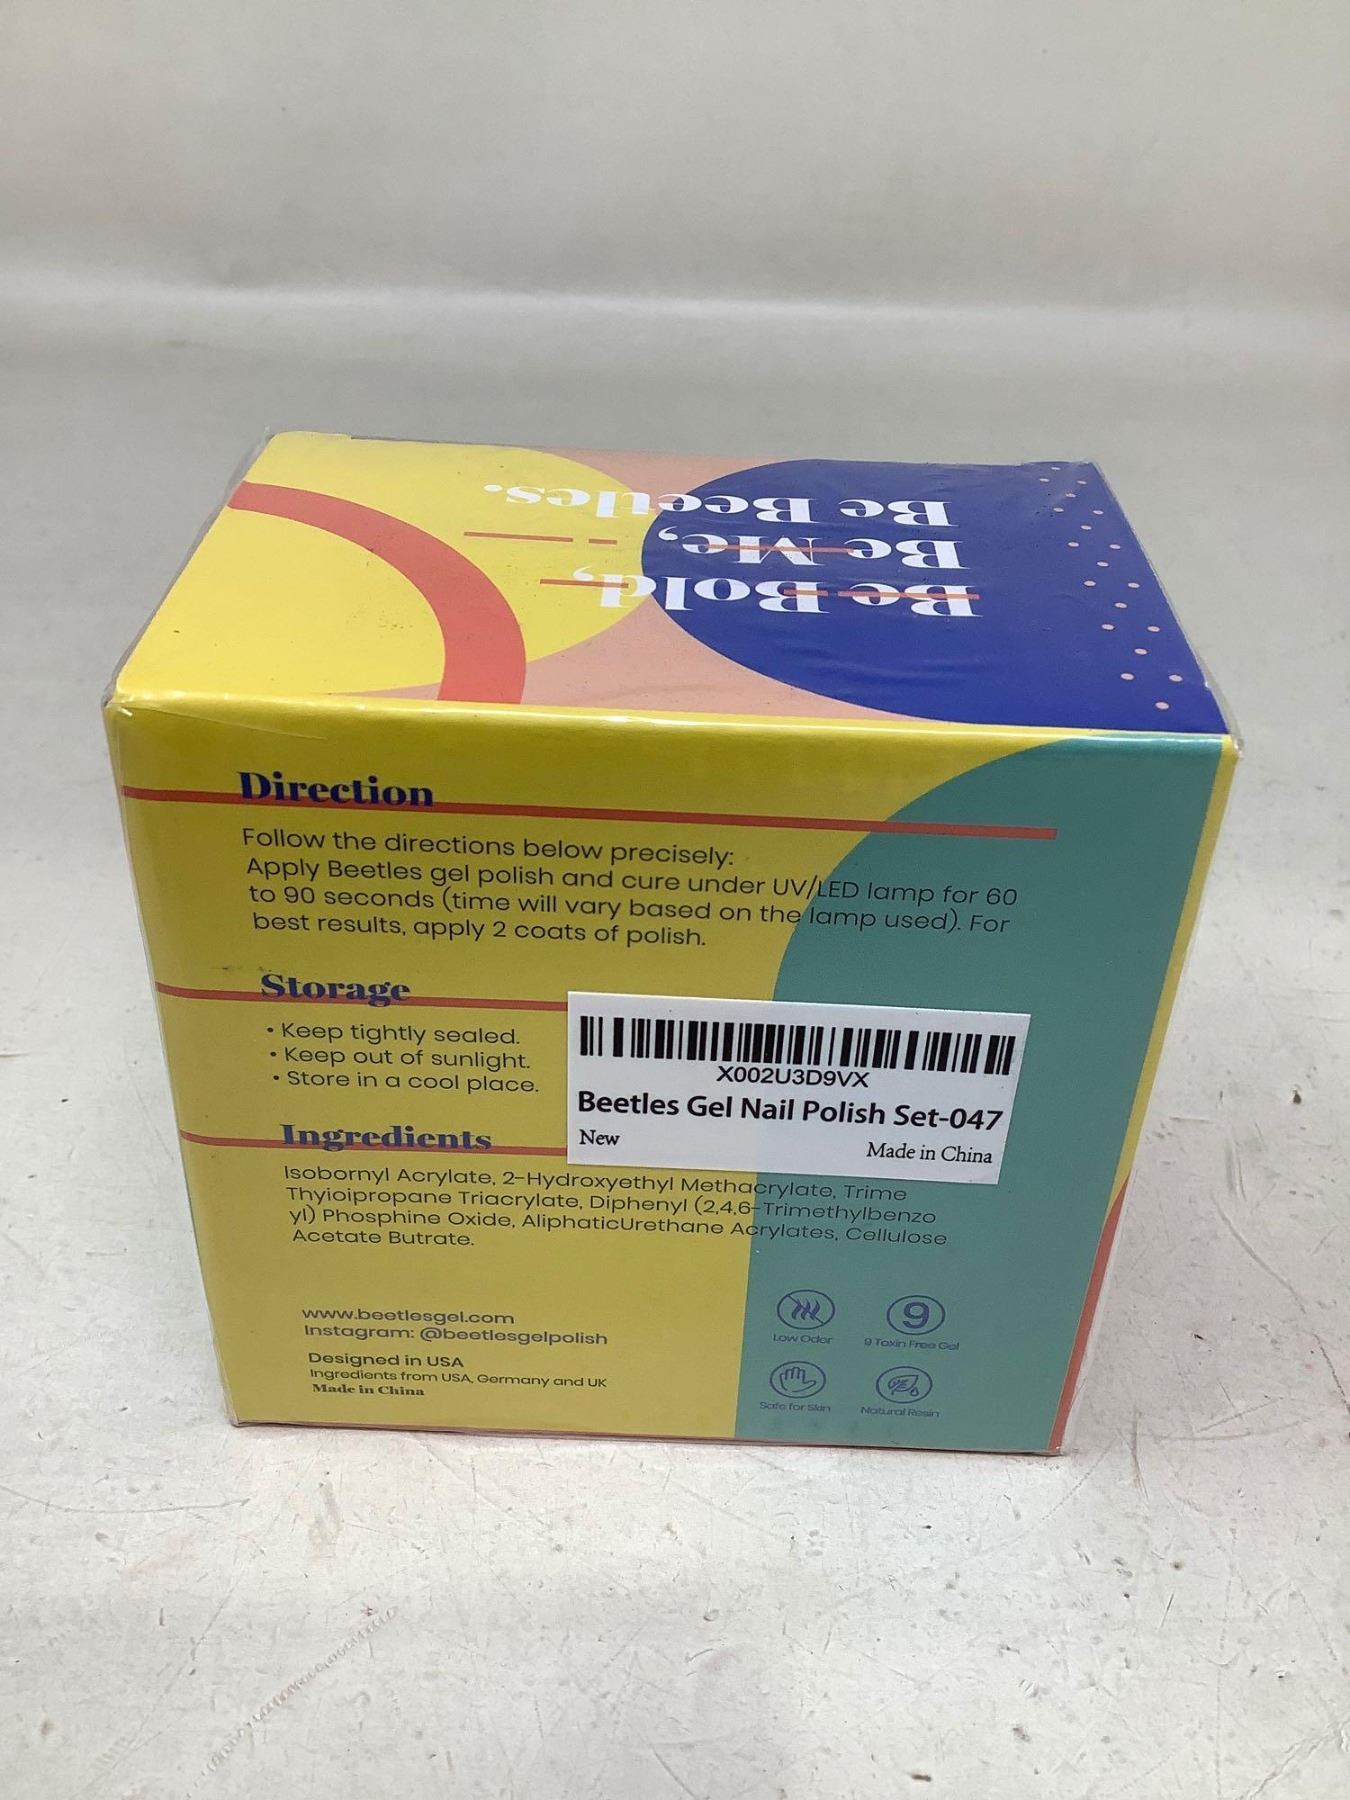 Be Bold,
Be Me,
Be Beetles.
Direction
Follow the directions below precisely:
Apply Beetles gel polish and cure under UV/LED lamp for 60
to 90 seconds (time will vary based on the lamp used). For
best results, apply 2 coats of polish.
Storage
• Keep tightly sealed.
• Keep out of sunlight.
• Store in a cool place.
X002U3D9VX
Beetles Gel Nail Polish Set-047
New
Made in China
Ingredients
Isobornyl Acrylate, 2-Hydroxyethyl Methacrylate, Trime
Thyioipropane Triacrylate, Diphenyl (2,4,6-Trimethylbenzo
yl) Phosphine Oxide, AliphaticUrethane Acrylates, Cellulose
Acetate Butrate.
www.beetlesgel.com
Instagram: @beetlesgelpolish
Designed in USA
Ingredients from USA, Germany and UK
Made in China
Low Odor
9
9 Toxin Free Gel
Safe for Skin
Natural Resin